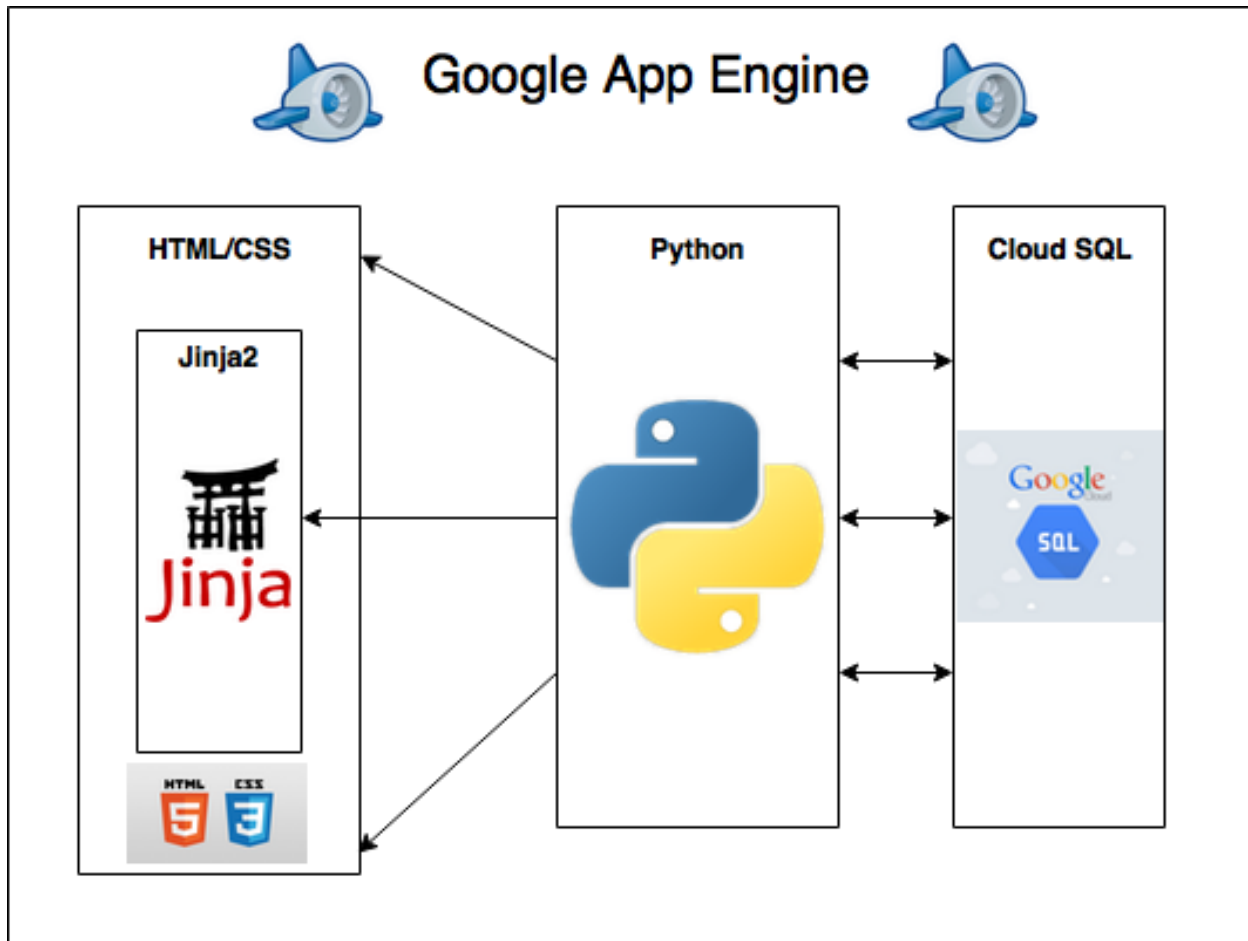 Google App Engine
HTML/CSS
Python
Cloud SQL
Jinja2
Jinja
Google
Cloud
SQL
HTML CSS
5 3